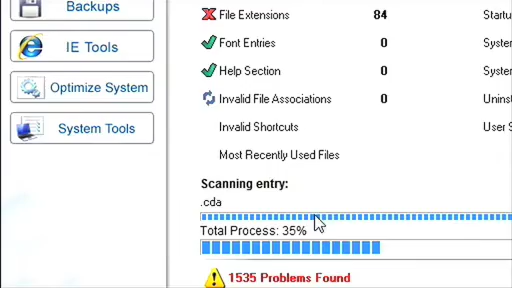 Backups
IE Tools
Optimize System
System Tools
File Extensions 84
Font Entries 0
Help Section 0
Invalid File Associations 0
Invalid Shortcuts
Most Recently Used Files
Startu
System
System
Unins
User S
Scanning entry:
.cda
Total Process: 35%
1535 Problems Found